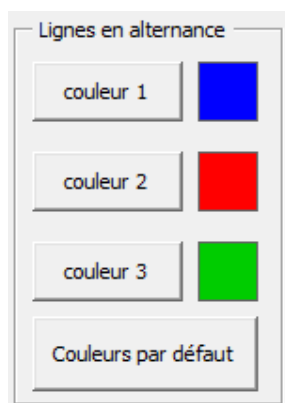 Lignes en alternance
couleur 1
couleur 2
couleur 3
Couleurs par défaut